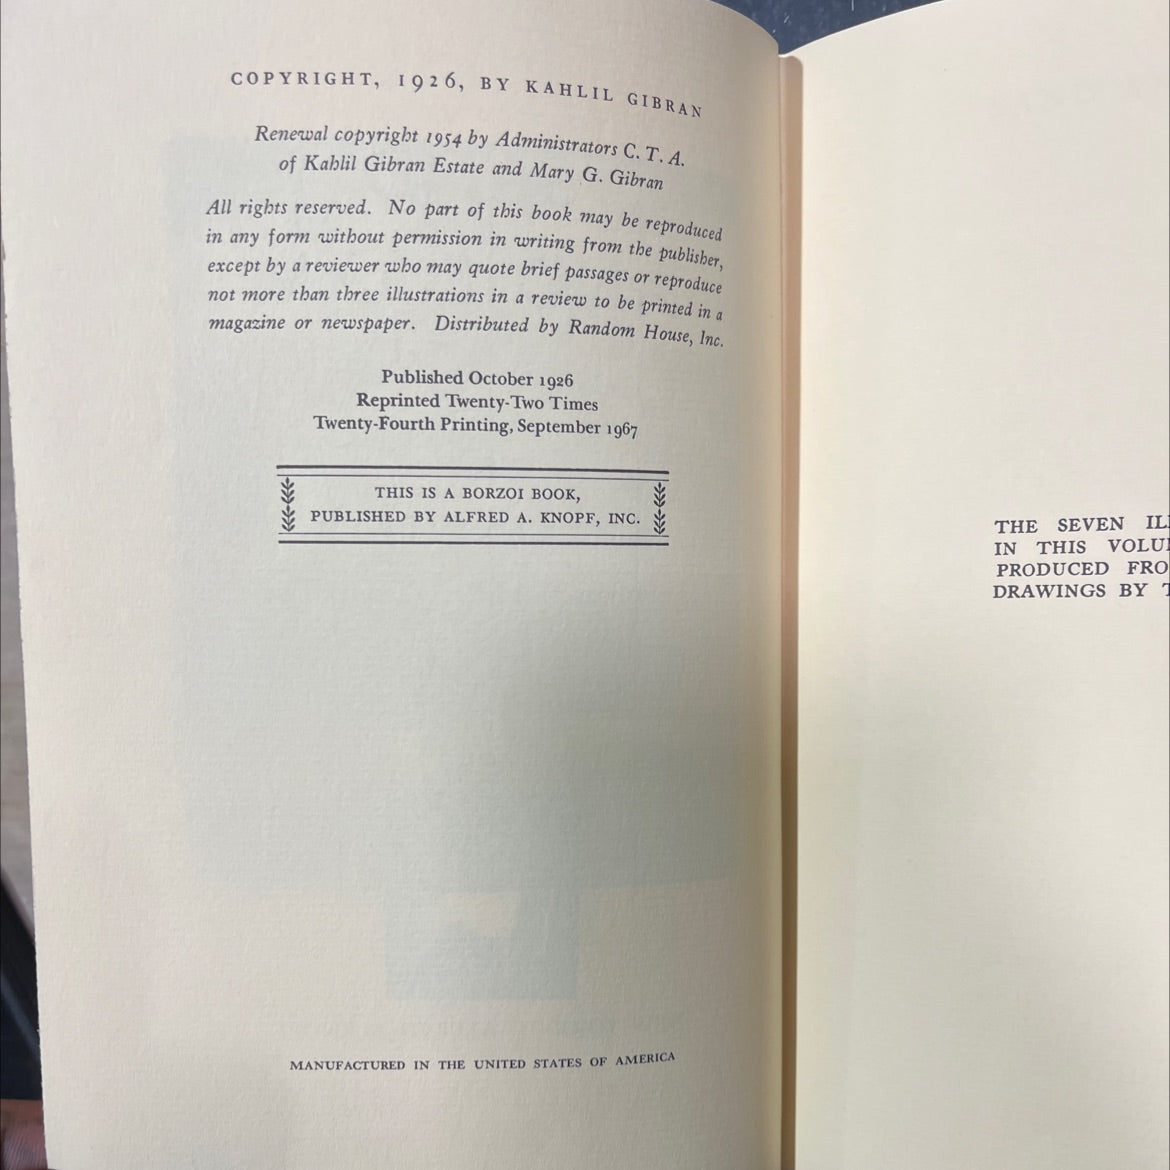 COPYRIGHT, 1926, BY KAHLIL GIBRAN
Renewal copyright 1954 by Administrators C. T. A.
of Kahlil Gibran Estate and Mary G. Gibran
All rights reserved. No part of this book may be reproduced
in any form without permission in writing from the publisher,
except by a reviewer who may quote brief passages or reproduce
not more than three illustrations in a review to be printed in a
magazine or newspaper. Distributed by Random House, Inc.
Published October 1926
Reprinted Twenty-Two Times
Twenty-Fourth Printing, September 1967
THIS IS A BORZOI BOOK,
PUBLISHED BY ALFRED A. KNOPF, INC.
MANUFACTURED IN THE UNITED STATES OF AMERICA
THE SEVEN
IN THIS
PRODUCED
DRAWINGS BY